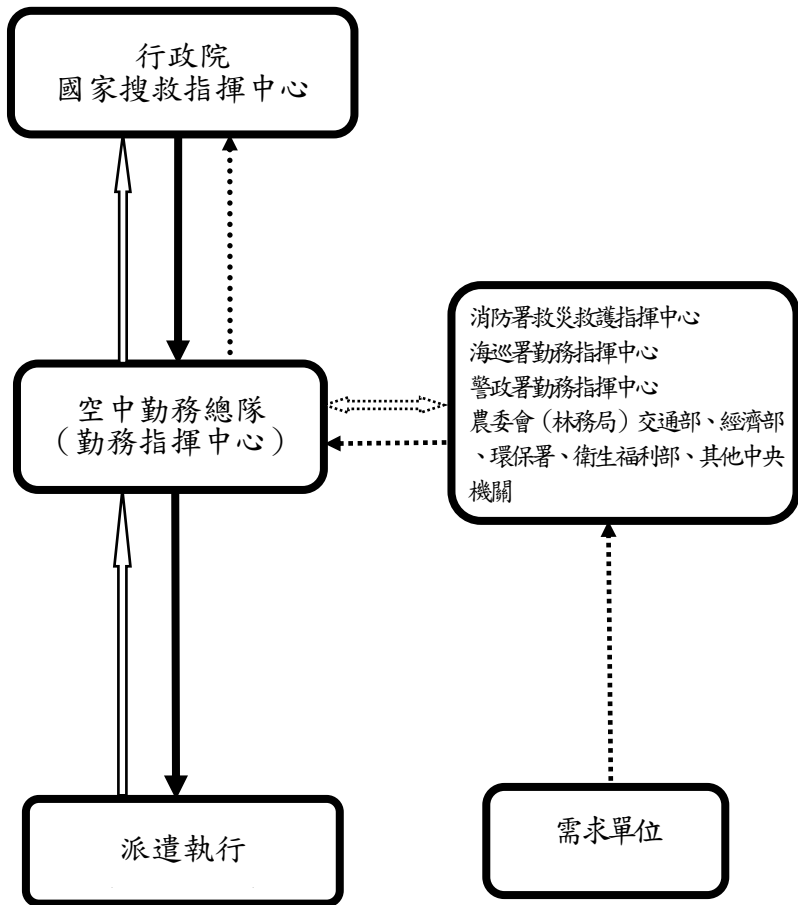 行政院
國家搜救指揮中心
消防署救災救護指揮中心
海巡署勤務指揮中心
警政署勤務指揮中心
農委會（林務局）交通部、經濟部
、環保署、衛生福利部、其他中央
機關
空中勤務總隊
（勤務指揮中心）
派遣執行
需求單位